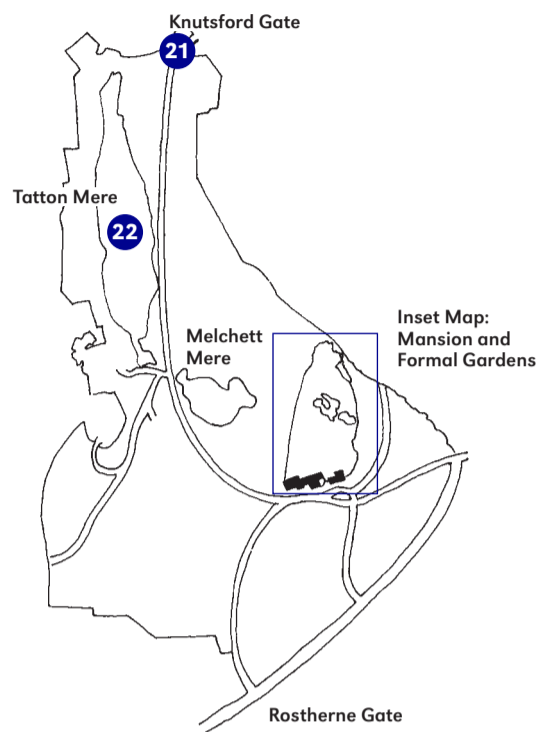 Knutsford Gate
21
Tatton Mere
22
Melchett
Mere
Inset Map:
Mansion and
Formal Gardens
Rostherne Gate